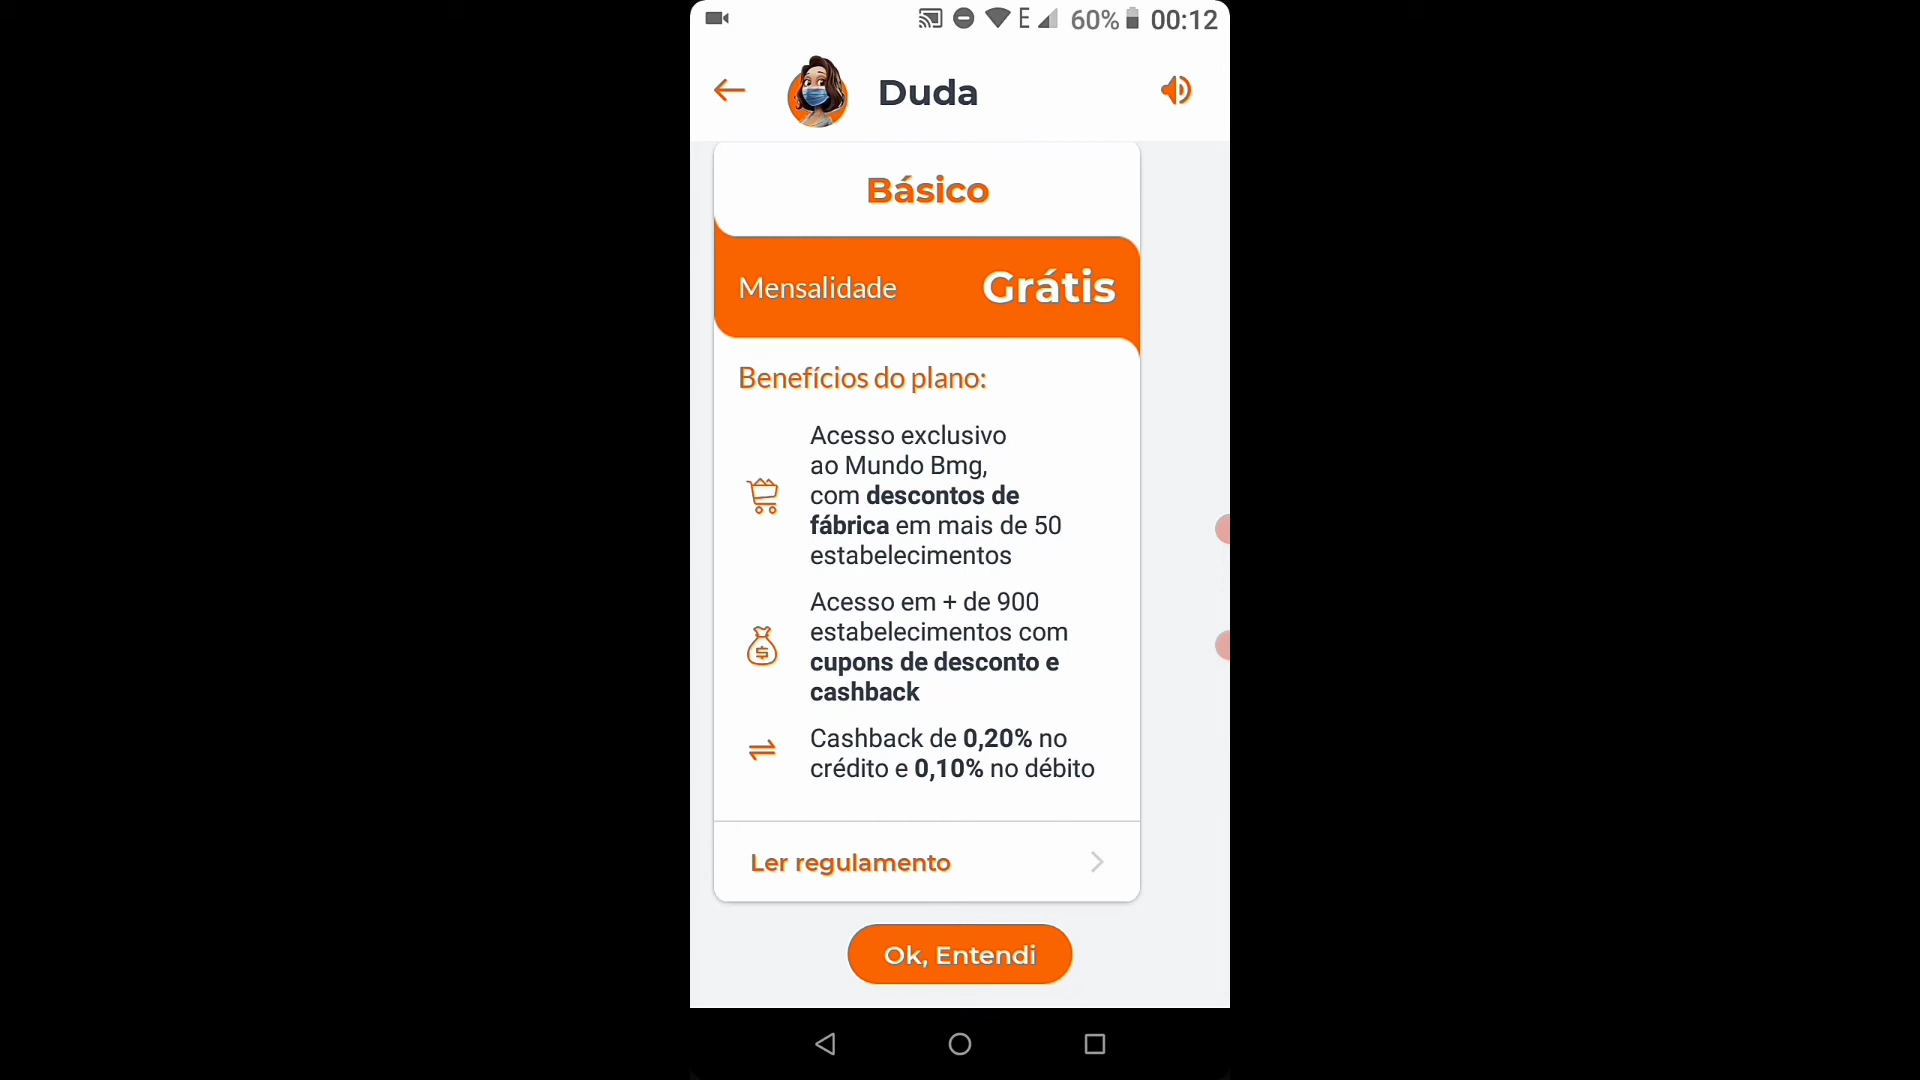 E 60% 00:12
Duda
Básico
Mensalidade Grátis
Benefícios do plano:
Acesso exclusivo
ao Mundo Bmg,
com descontos de
fábrica em mais de 50
estabelecimentos
Acesso em + de 900
estabelecimentos com
cupons de desconto e
cashback
Cashback de 0,20% no
crédito e 0,10% no débito
Ler regulamento
Ok, Entendi